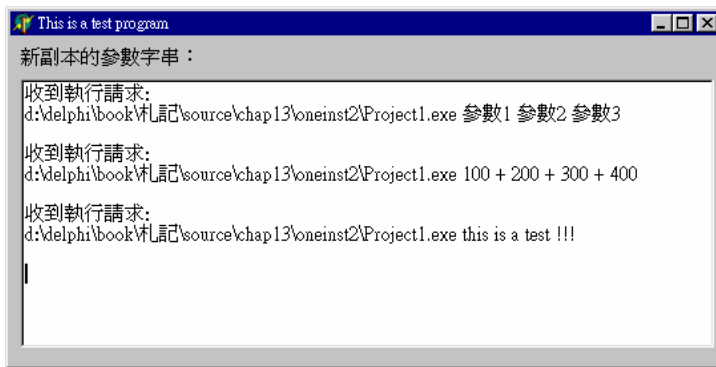 This is a test program
新副本的參數字串：
收到執行請求:
d:\delphi\book\札記\source\chap13\oneinst2\Project1.exe 參數1 參數2 參數3
收到執行請求:
d:\delphi\book\札記\source\chap13\oneinst2\Project1.exe 100 + 200 + 300 + 400
收到執行請求:
d:\delphi\book\札記\source\chap13\oneinst2\Project1.exe this is a test !!!